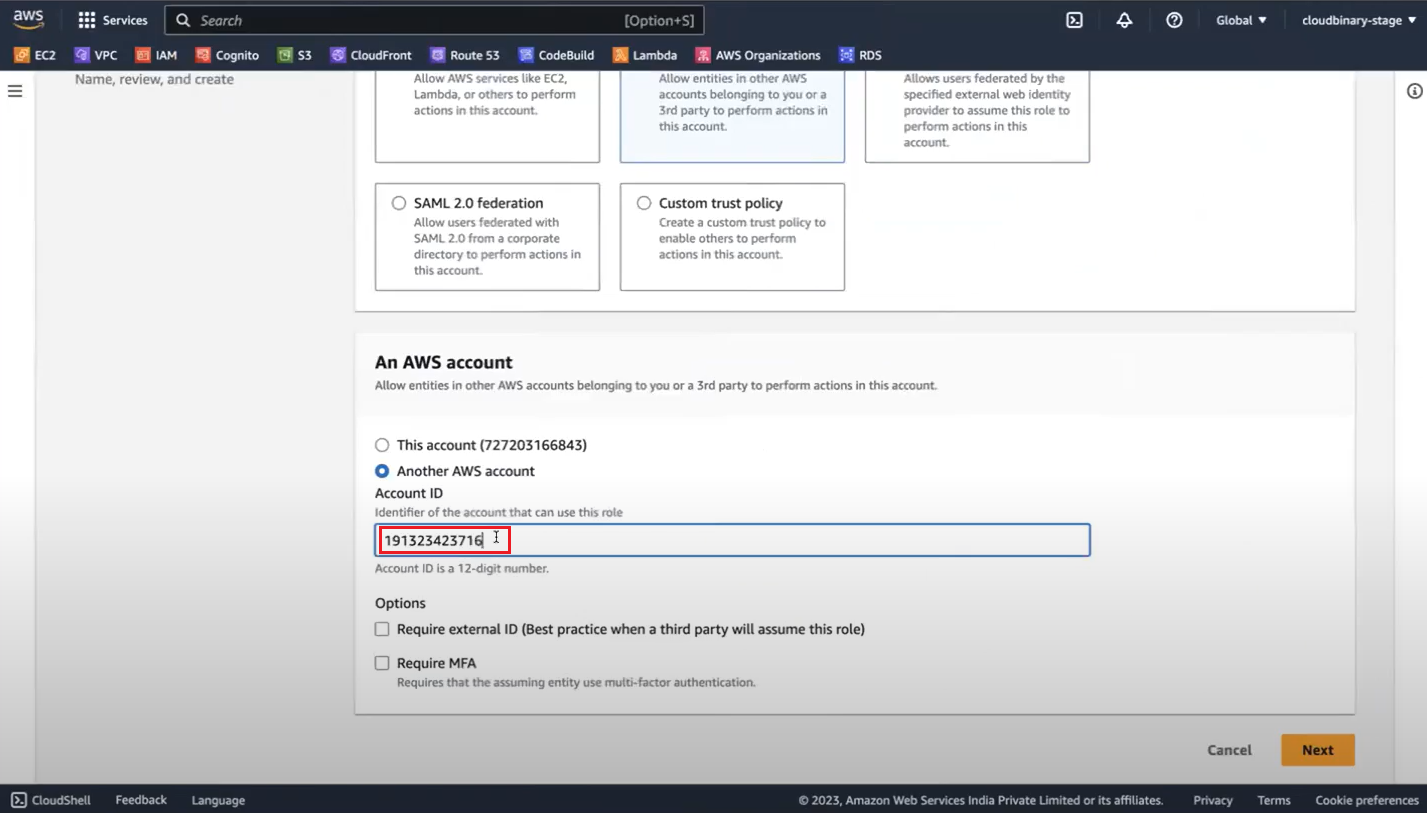 aws
Services
Search
[Option+S]
Global
cloudbinary-stage
EC2
VPC
IAM
Cognito
S3
CloudFront
Route 53
CodeBuild
Lambda
AWS Organizations
RDS
Name, review, and create
Allow AWS services like EC2,
Lambda, or others to perform
actions in this account.
Allow entities in other AWS
accounts belonging to you or a
3rd party to perform actions in
this account.
Allows users federated by the
specified external web identity
provider to assume this role to
perform actions in this
account.
SAML 2.0 federation
Allow users federated with
SAML 2.0 from a corporate
directory to perform actions in
this account.
Custom trust policy
Create a custom trust policy to
enable others to perform
actions in this account.
An AWS account
Allow entities in other AWS accounts belonging to you or a 3rd party to perform actions in this account.
This account (727203166843)
Another AWS account
Account ID
Identifier of the account that can use this role
191323423716
Account ID is a 12-digit number.
Options
Require external ID (Best practice when a third party will assume this role)
Require MFA
Requires that the assuming entity use multi-factor authentication.
Cancel
Next
CloudShell
Feedback
Language
© 2023, Amazon Web Services India Private Limited or its affiliates.
Privacy
Terms
Cookie preferences